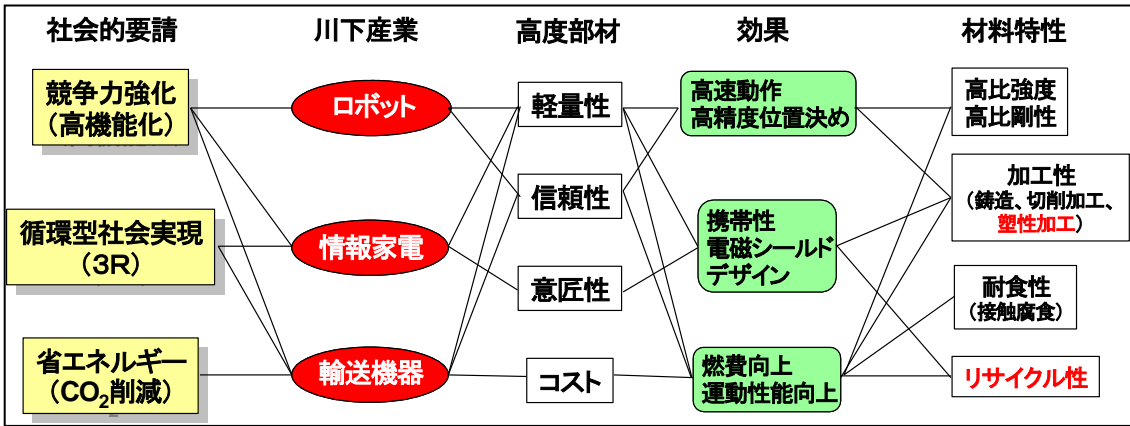 社会的要請
川下産業
高度部材
効果
材料特性
競争力強化
（高機能化）
循環型社会実現
（3R）
省エネルギー
（CO₂削減）
ロボット
情報家電
輸送機器
軽量性
信頼性
意匠性
コスト
高速動作
高精度位置決め
携帯性
電磁シールド
デザイン
燃費向上
運動性能向上
高比強度
高比剛性
加工性
（鋳造、切削加工、
塑性加工）
耐食性
（接触腐食）
リサイクル性